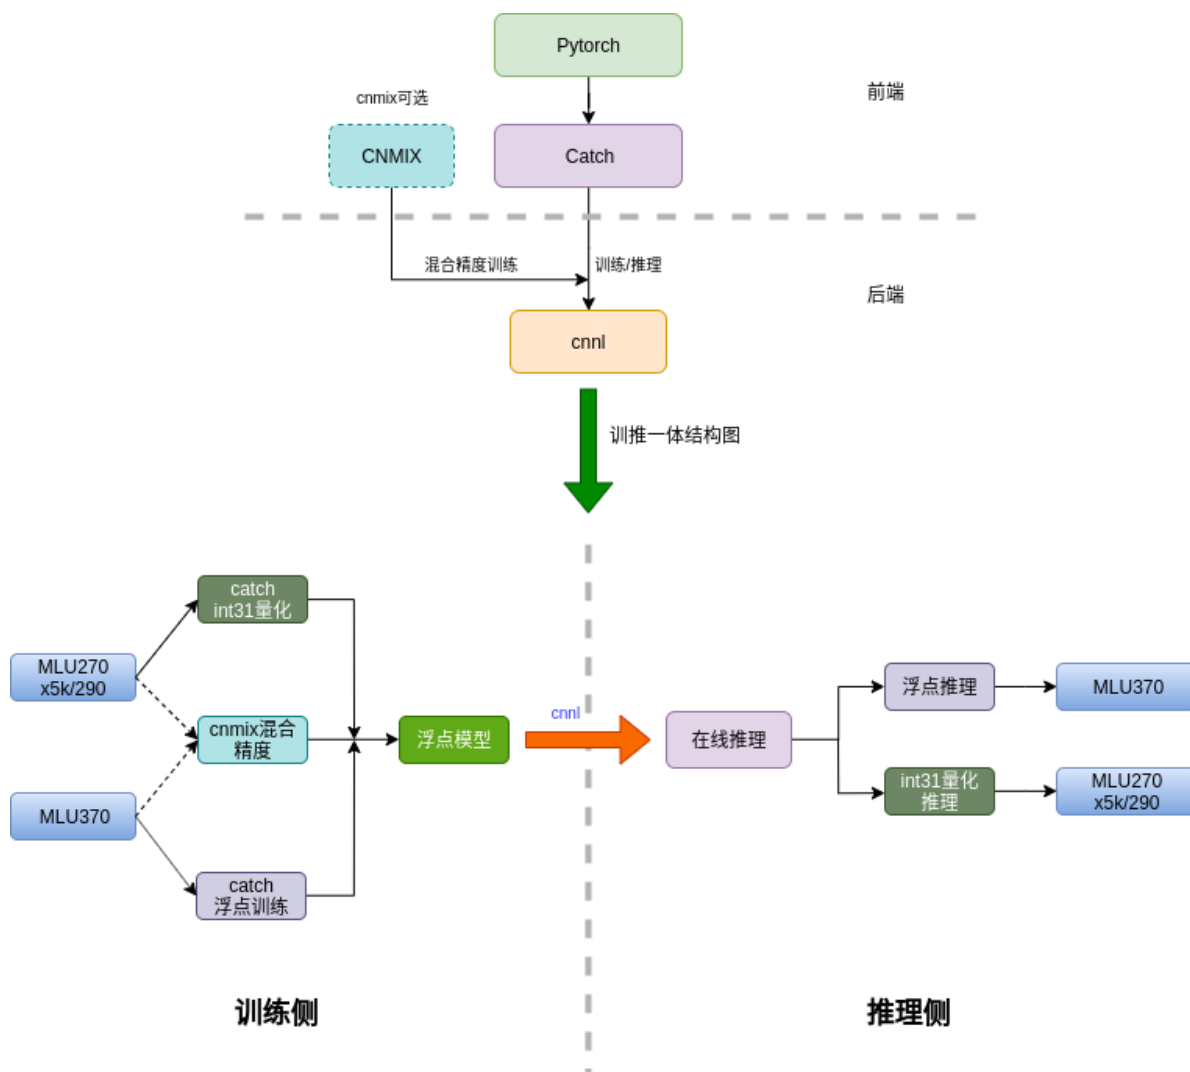 Pytorch
前端
cnmix可选
CNMIX
Catch
混合精度训练
训练/推理
后端
cnnl
训推一体结构图
catch
int31量化
MLU270
x5k/290
cnmix混合
精度
浮点模型
MLU370
catch
浮点训练
cnnl
在线推理
浮点推理
MLU370
int31量化
推理
MLU270
x5k/290
训练侧
推理侧